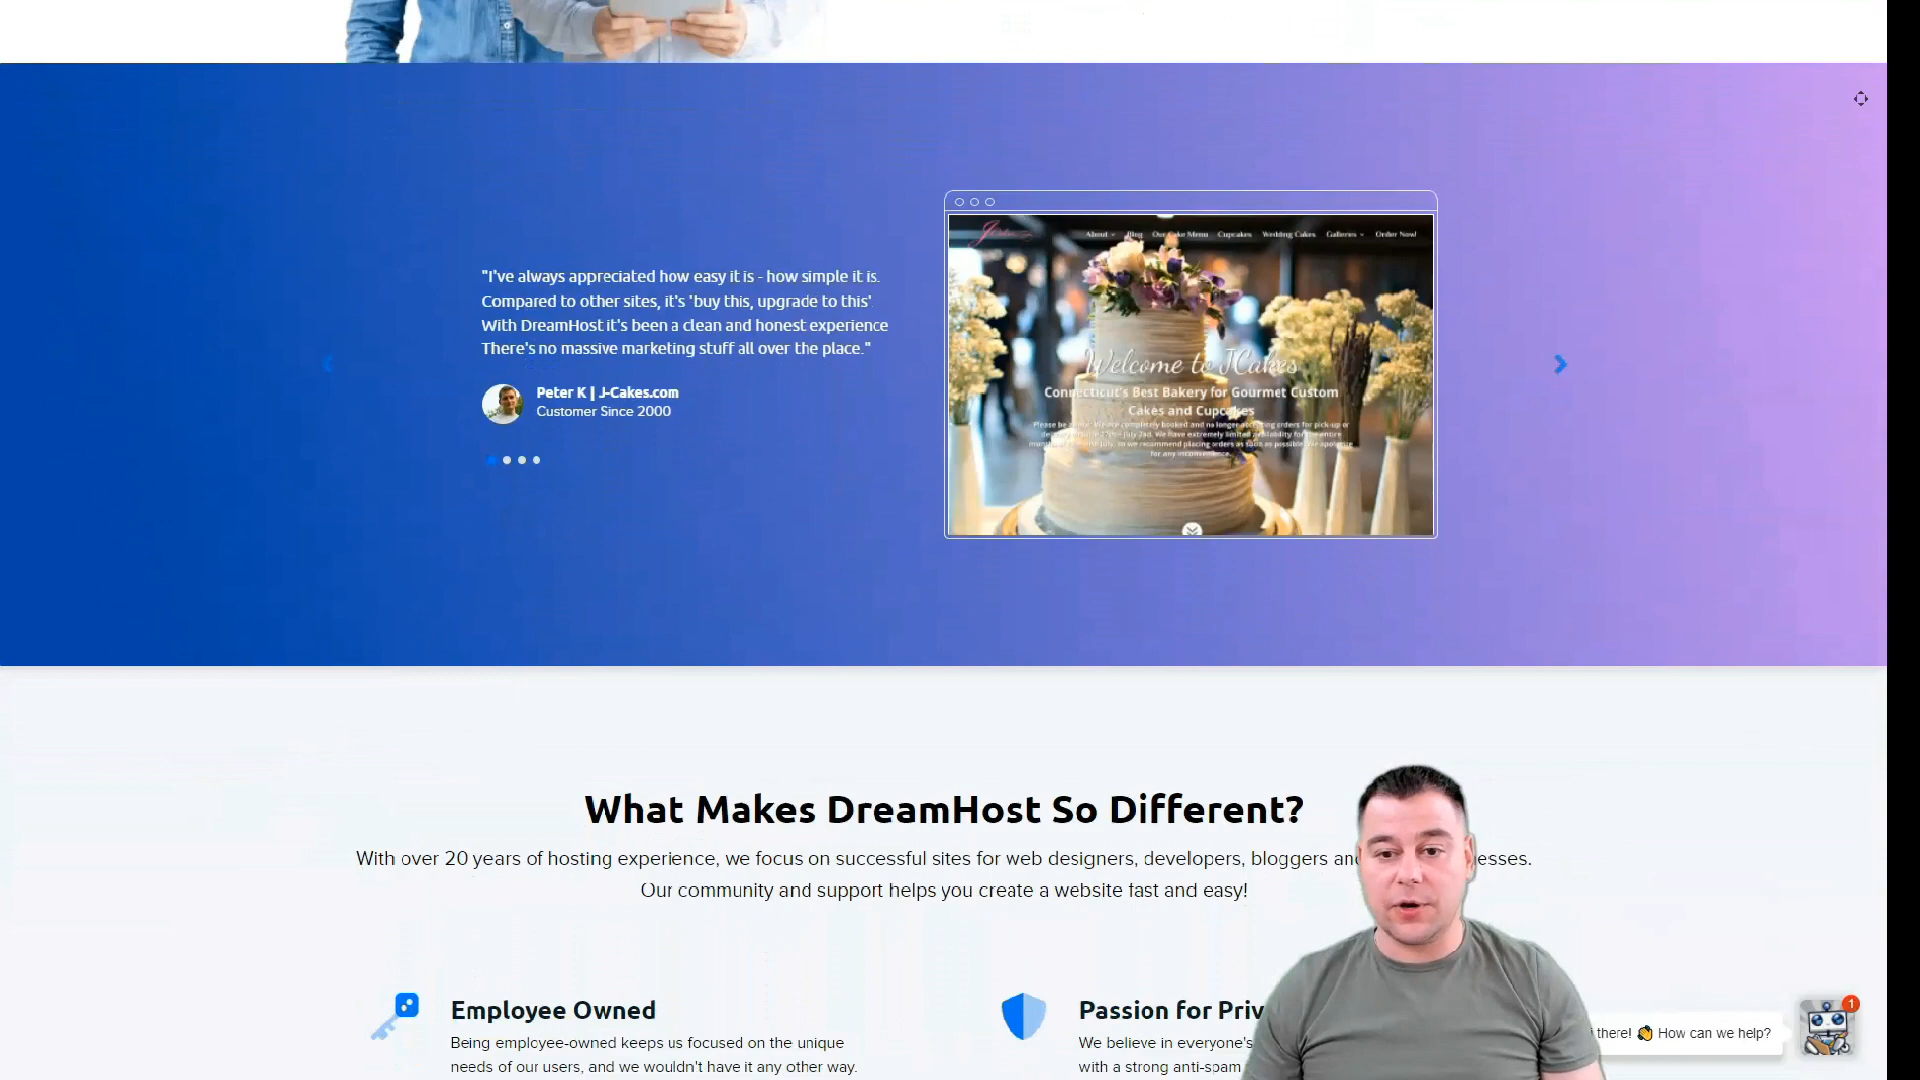 "I've always appreciated how easy it is - how simple it is.
Compared to other sites, it's 'buy this, upgrade to this'
With DreamHost it's been a clean and honest experience
There's no massive marketing stuff all over the place."
Peter K | J-Cakes.com
Customer Since 2000
About Blog Our Cake Menu Cupcakes Wedding Cakes Galleries Order Now!
Welcome to JCakes
Connecticut's Best Bakery for Gourmet Custom
Cakes and Cupcakes
for any inconvenience.
What Makes DreamHost So Different?
With over 20 years of hosting experience, we focus on successful sites for web designers, developers, bloggers an esses.
Our community and support helps you create a website fast and easy!
Employee Owned
Being employee-owned keeps us focused on the unique
needs of our users, and we wouldn't have it any other way.
Passion for Priv
We believe in everyone's
with a strong anti-spam
there! How can we help?
1